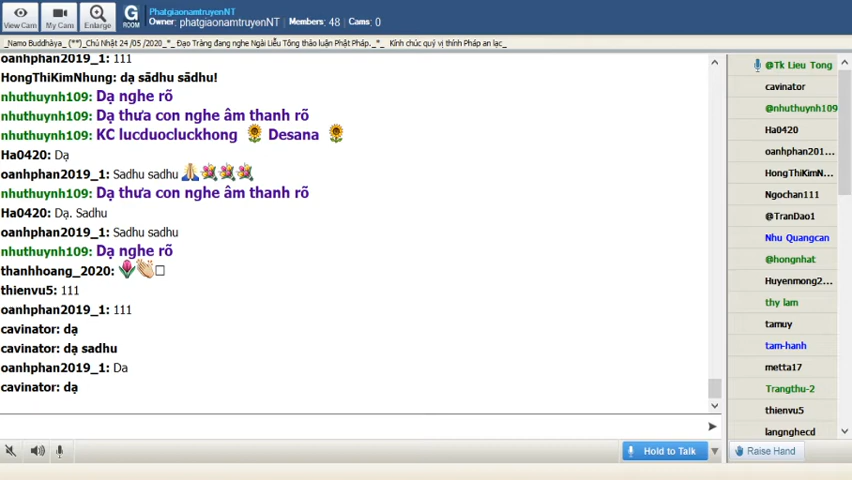 View Cam
My Cam
Enlarge
G
ROOM
PhatgiaonamtruyenNT
Owner: phatgiaonamtruyenNT Members: 48 Cams: 0
_Namo Buddhāya_ (**)_Chủ Nhật 24 /05 /2020_*_ Đạo Tràng đang nghe Ngài Liễu Tông thảo luận Phật Pháp._*_ Kính chúc quý vị thính Pháp an lạc_
oanhphan2019_1: 111
HongThiKimNhung: dạ sādhu sādhu!
nhuthuynh109: Dạ nghe rõ
nhuthuynh109: Dạ thưa con nghe âm thanh rõ
nhuthuynh109: KC lucduocluckhong 🌻 Desana 🌻
Ha0420: Dạ
oanhphan2019_1: Sadhu sadhu
nhuthuynh109: Dạ thưa con nghe âm thanh rõ
Ha0420: Dạ. Sadhu
oanhphan2019_1: Sadhu sadhu
nhuthuynh109: Dạ nghe rõ
thanhhoang_2020:
thienvu5: 111
oanhphan2019_1: 111
cavinator: dạ
cavinator: dạ sadhu
oanhphan2019_1: Da
cavinator: dạ
@Tk Lieu Tong
cavinator
@nhuthuynh109
Ha0420
oanhphan201...
HongThiKimN...
Ngochan111
@TranDao1
Nhu Quangcan
@hongnhat
Huyenmong2...
thy lam
tamuy
tam-hanh
metta17
Trangthu-2
thienvu5
langnghecd
Hold to Talk
Raise Hand